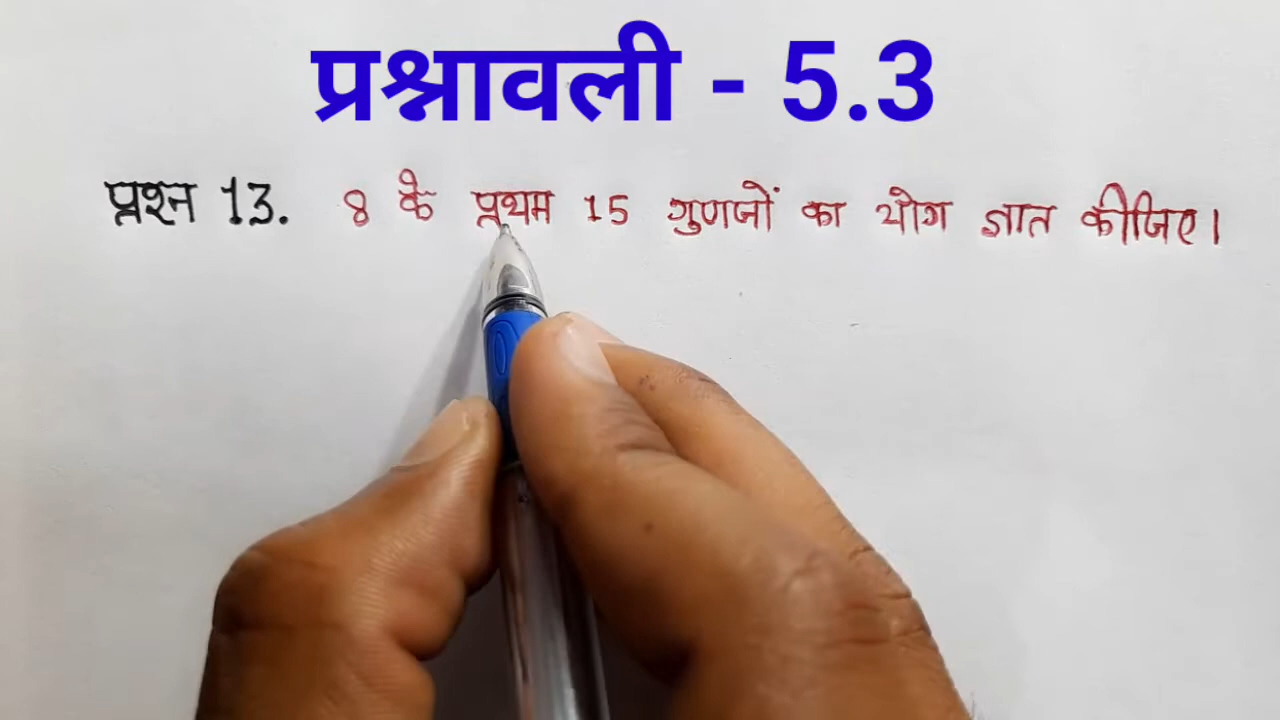 प्रश्नावली - 5.3
प्रश्न 13. 8 के प्रथम 15 गुणजों का योग ज्ञात कीजिए।